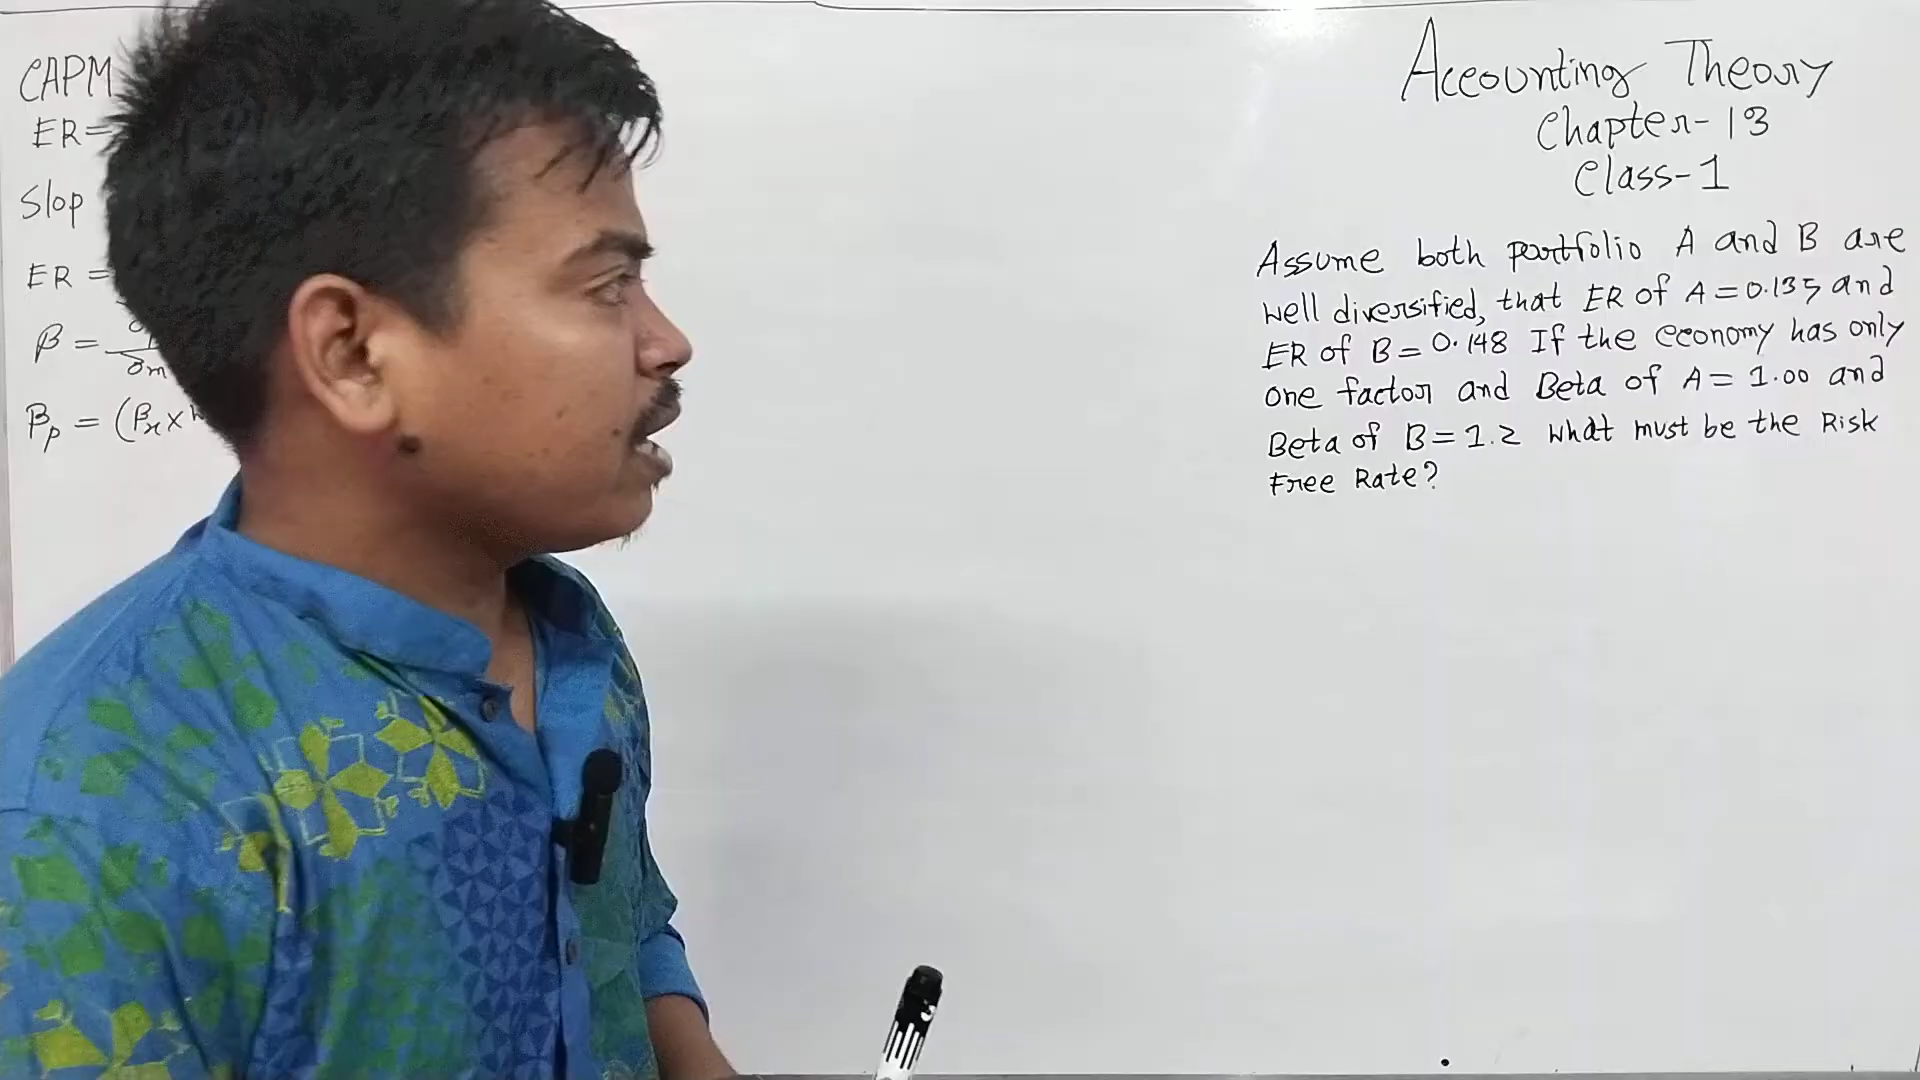 CAPM
ER=
Slop
ER =
β =
σm
βp = (βx×
Accounting Theory
Chapter-13
Class-1
Assume both portfolio A and B are
well diversified, that ER of A=0.135 and
ER of B=0.148 If the economy has only
one factor and Beta of A= 1.00 and
Beta of B=1.2 what must be the Risk
Free Rate?